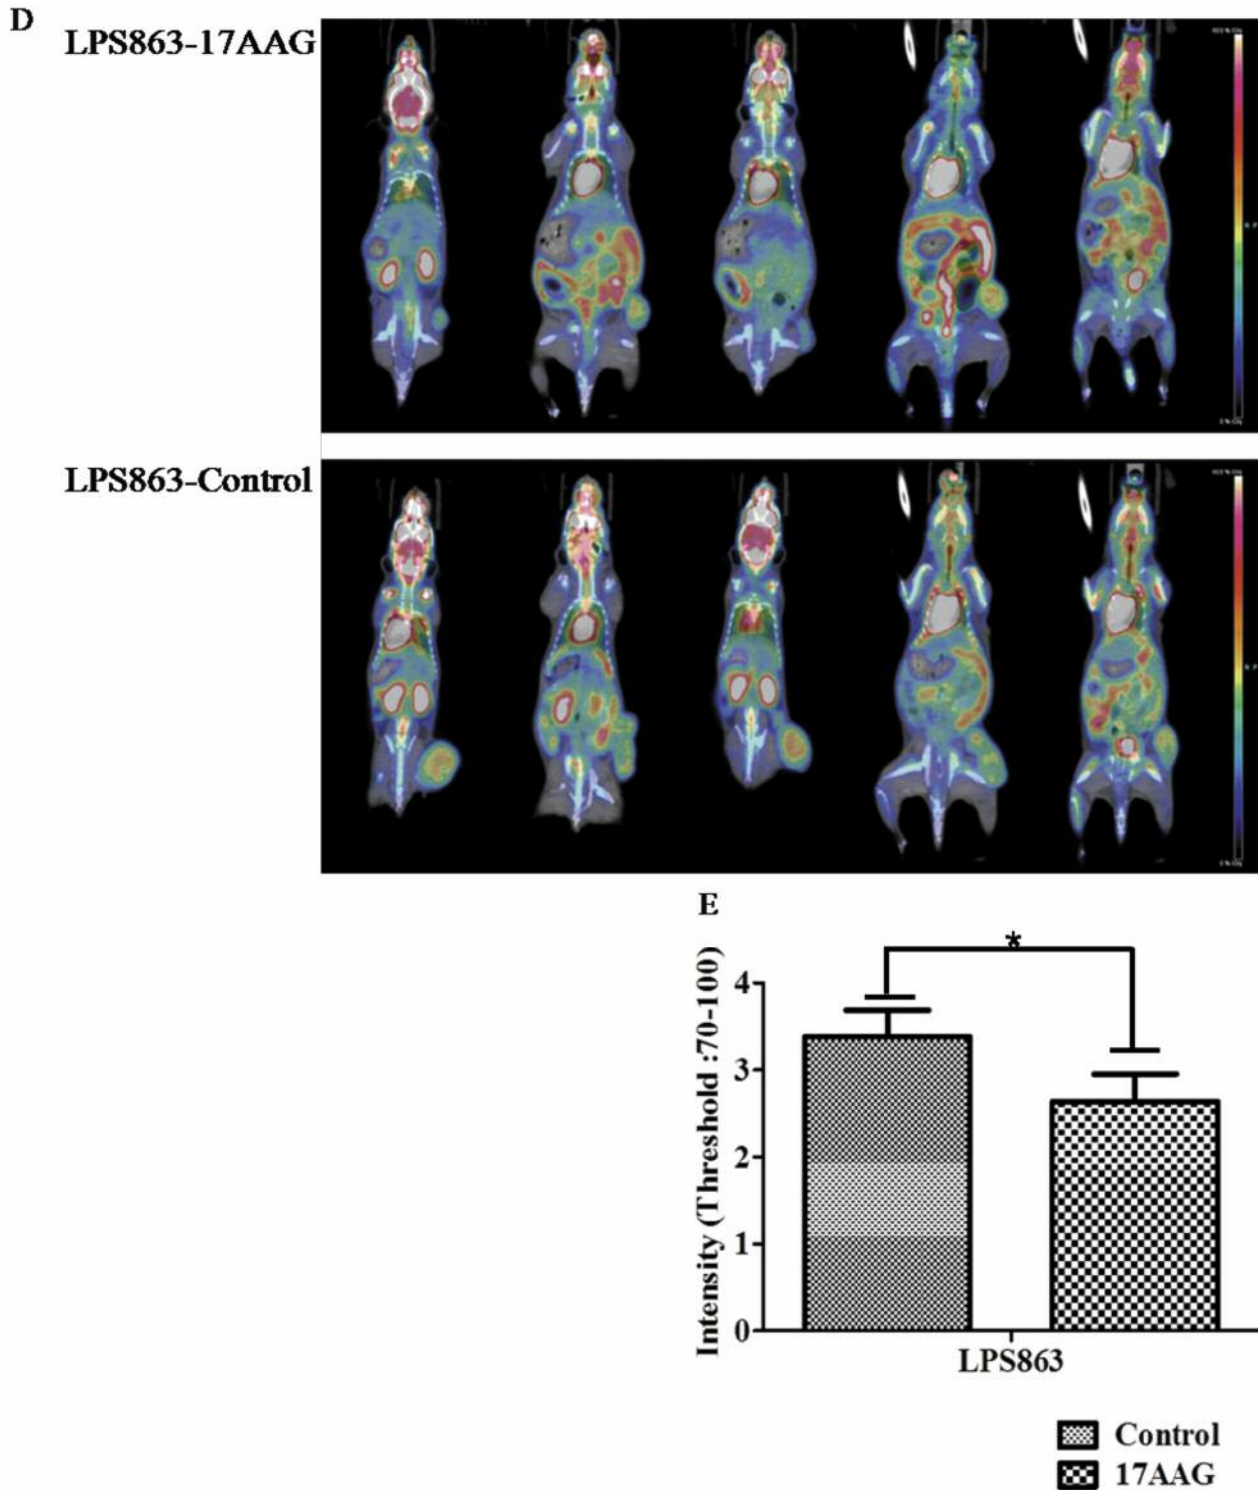 D
LPS863-17AAG
LPS863-Control
E
*
Intensity (Threshold :70-100)
4
3
2
1
0
LPS863
Control
17AAG